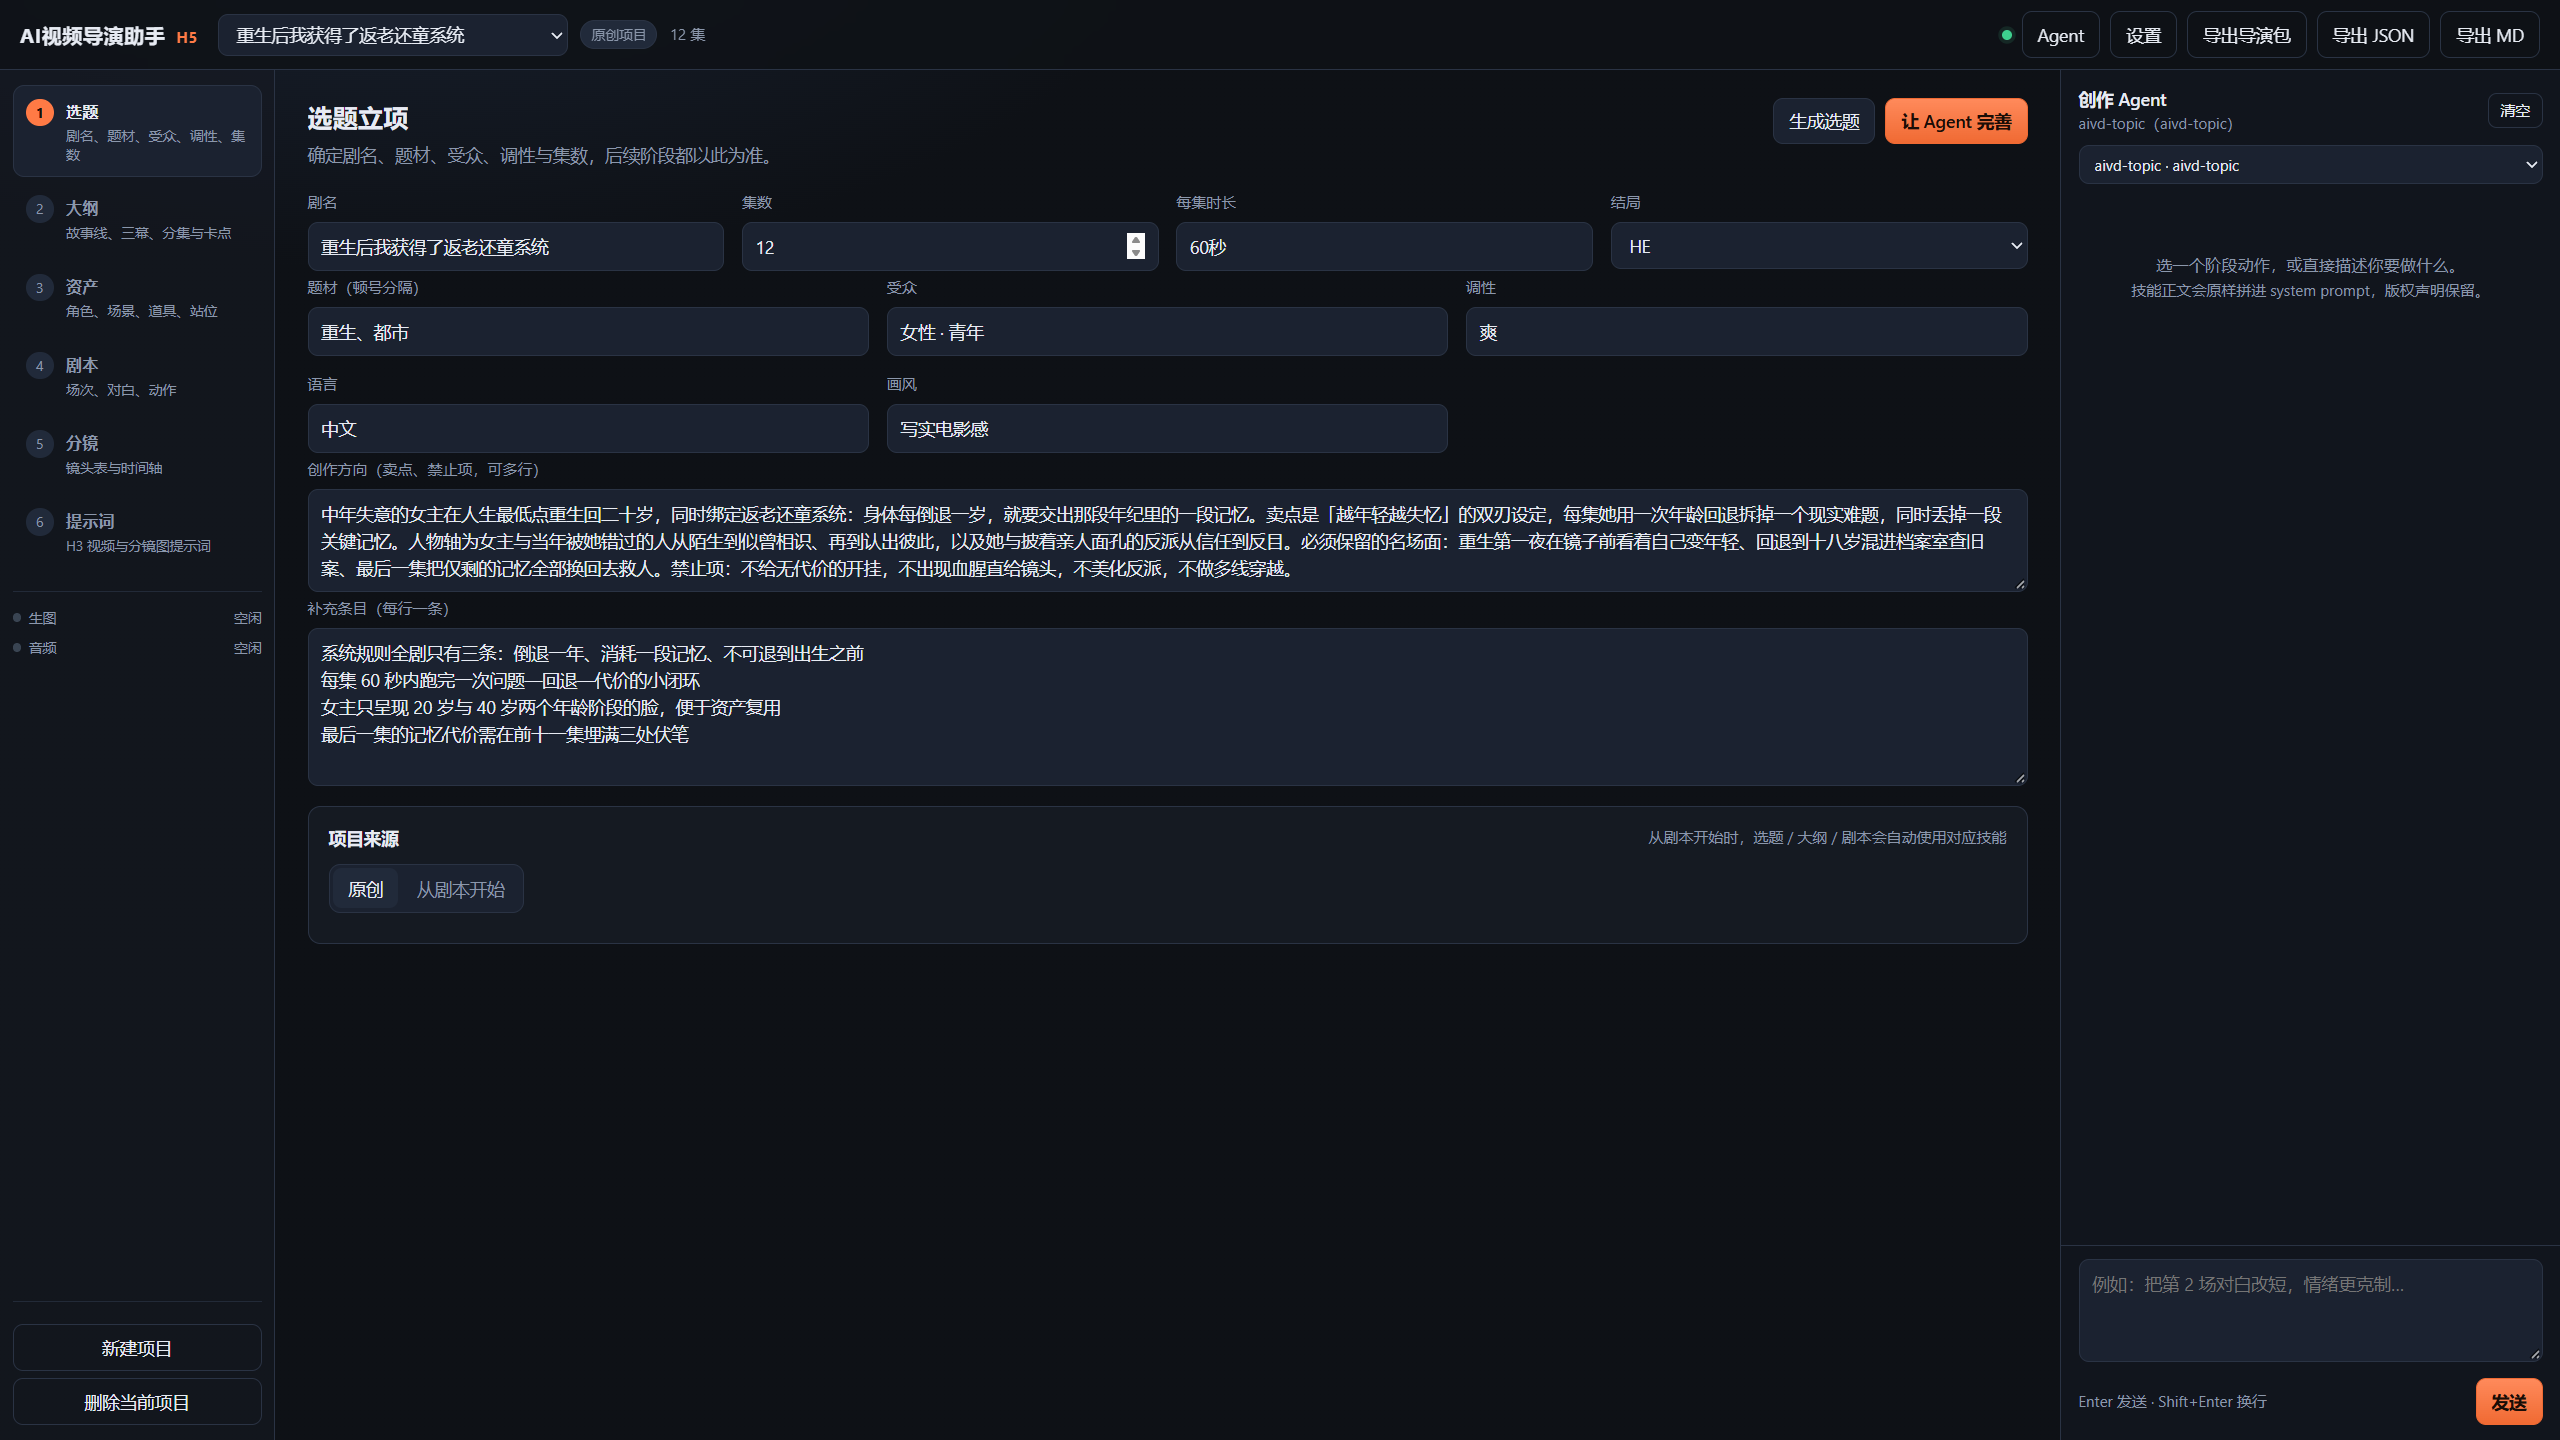 AI视频导演助手 H5
重生后我获得了返老还童系统
原创项目
12 集
Agent
设置
导出导演包
导出 JSON
导出 MD
1
选题
剧名、题材、受众、调性、集
数
2
大纲
故事线、三幕、分集与卡点
3
资产
角色、场景、道具、站位
4
剧本
场次、对白、动作
5
分镜
镜头表与时间轴
6
提示词
H3 视频与分镜图提示词
生图
空闲
音频
空闲
新建项目
删除当前项目
选题立项
确定剧名、题材、受众、调性与集数，后续阶段都以此为准。
生成选题
让 Agent 完善
剧名
集数
每集时长
结局
重生后我获得了返老还童系统
12
60秒
HE
题材（顿号分隔）
受众
调性
重生、都市
女性 · 青年
爽
语言
画风
中文
写实电影感
创作方向（卖点、禁止项，可多行）
中年失意的女主在人生最低点重生回二十岁，同时绑定返老还童系统：身体每倒退一岁，就要交出那段年纪里的一段记忆。卖点是「越年轻越失忆」的双刃设定，每集她用一次年龄回退拆掉一个现实难题，同时丢掉一段
关键记忆。人物轴为女主与当年被她错过的人从陌生到似曾相识、再到认出彼此，以及她与披着亲人面孔的反派从信任到反目。必须保留的名场面：重生第一夜在镜子前看着自己变年轻、回退到十八岁混进档案室查旧
案、最后一集把仅剩的记忆全部换回去救人。禁止项：不给无代价的开挂，不出现血腥直给镜头，不美化反派，不做多线穿越。
补充条目（每行一条）
系统规则全剧只有三条：倒退一年、消耗一段记忆、不可退到出生之前
每集 60 秒内跑完一次问题—回退—代价的小闭环
女主只呈现 20 岁与 40 岁两个年龄阶段的脸，便于资产复用
最后一集的记忆代价需在前十一集埋满三处伏笔
项目来源
从剧本开始时，选题 / 大纲 / 剧本会自动使用对应技能
原创
从剧本开始
创作 Agent
aivd-topic（aivd-topic）
清空
aivd-topic · aivd-topic
选一个阶段动作，或直接描述你要做什么。
技能正文会原样拼进 system prompt，版权声明保留。
例如：把第 2 场对白改短，情绪更克制...
Enter 发送 · Shift+Enter 换行
发送